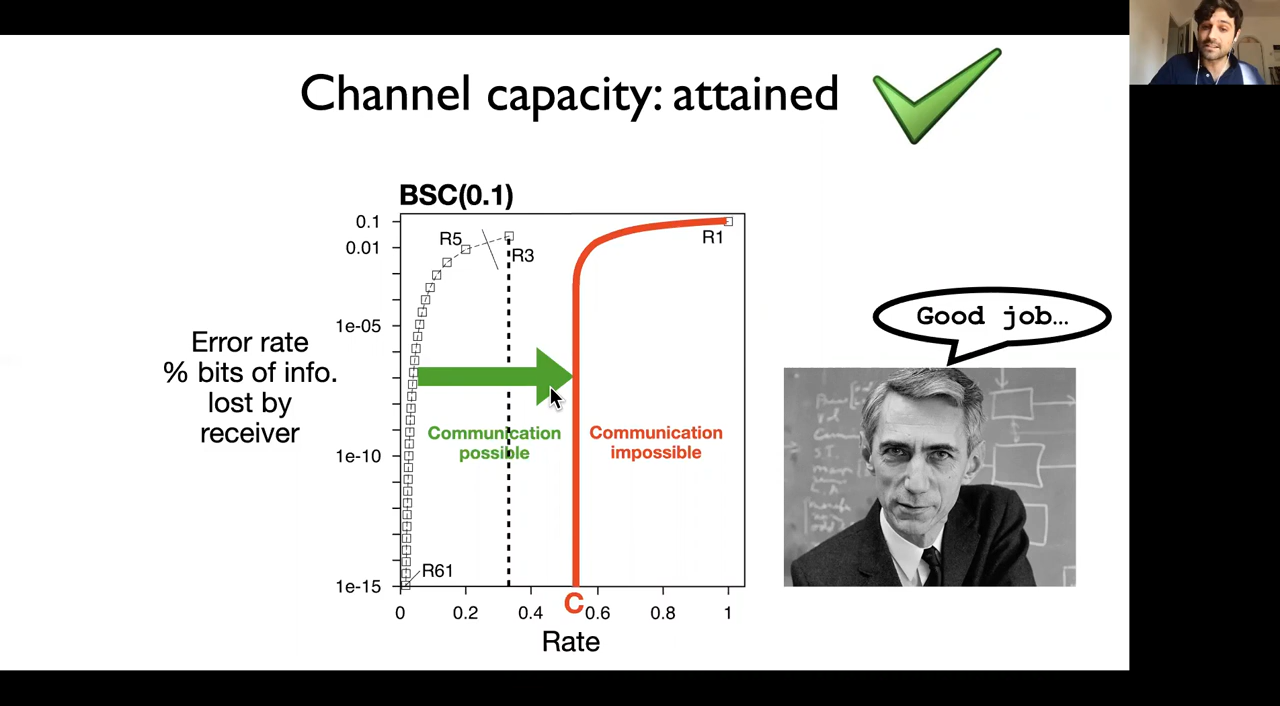 Channel capacity: attained
BSC(0.1)
0.1
0.01
1e-05
1e-10
1e-15
R5
R3
R1
R61
Error rate
% bits of info.
lost by
receiver
Communication
possible
Communication
impossible
0
0.2
0.4
C
0.6
0.8
1
Rate
Good job...